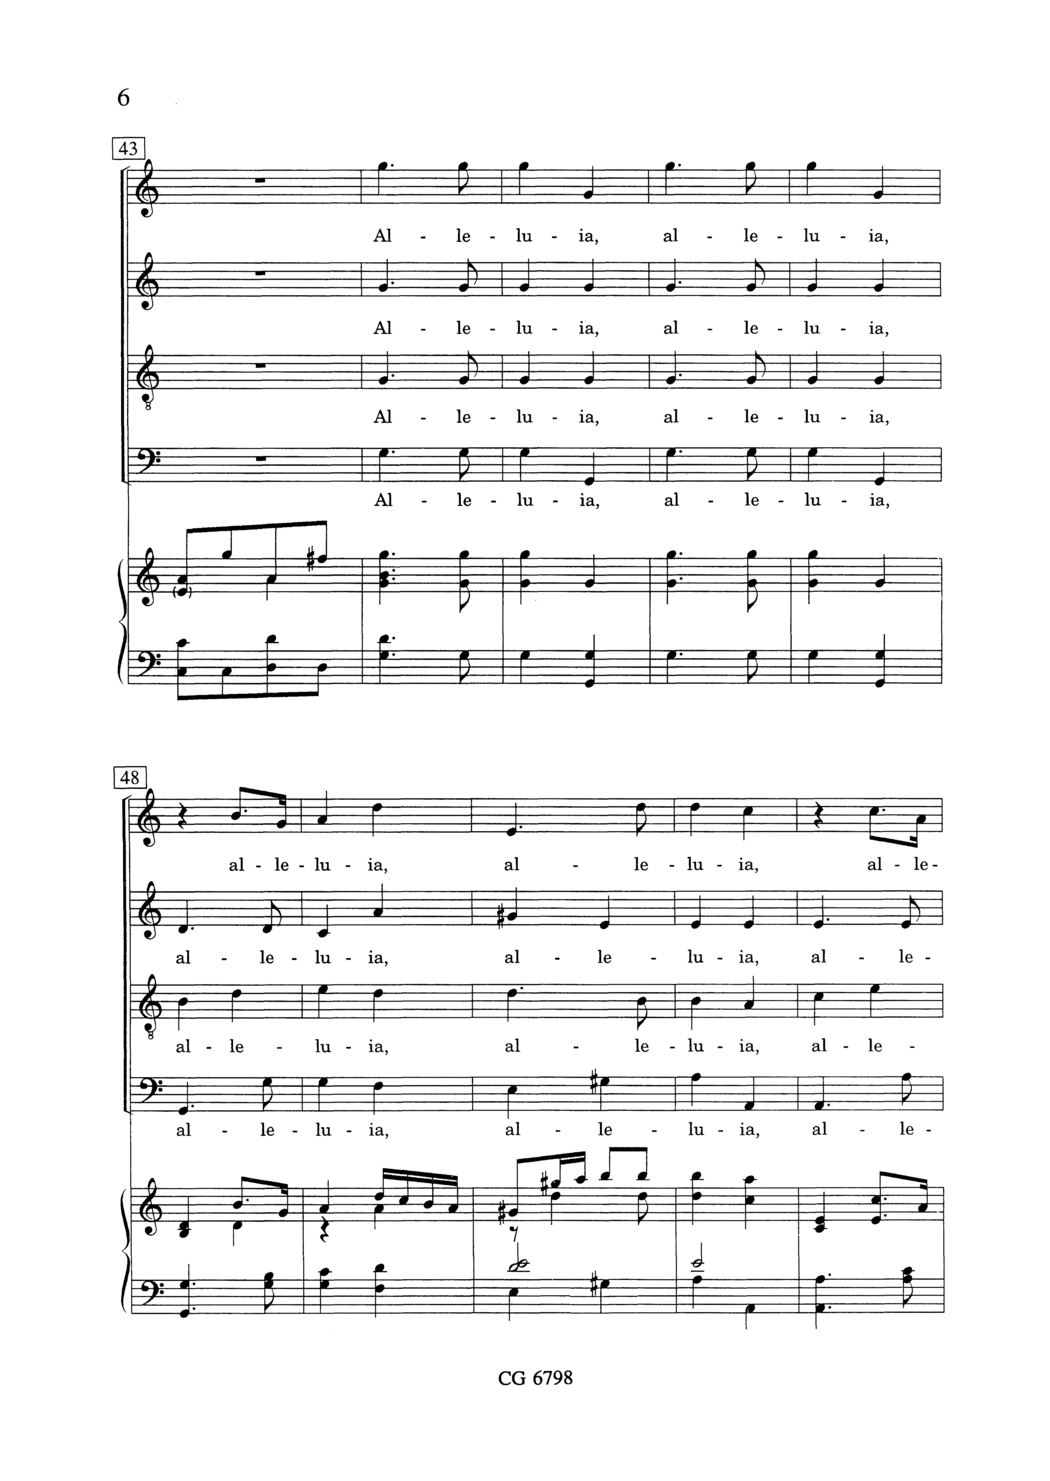 6
43
Al - le - lu - ia, al - le - lu - ia,
Al - le - lu - ia, al - le - lu - ia,
Al - le - lu - ia, al - le - lu - ia,
Al - le - lu - ia, al - le - lu - ia,
48
al - le - lu - ia, al - le - lu - ia, al - le-
al - le - lu - ia, al - le - lu - ia, al - le -
al - le - lu - ia, al - le - lu - ia, al - le -
al - le - lu - ia, al - le - lu - ia, al - le-
CG 6798